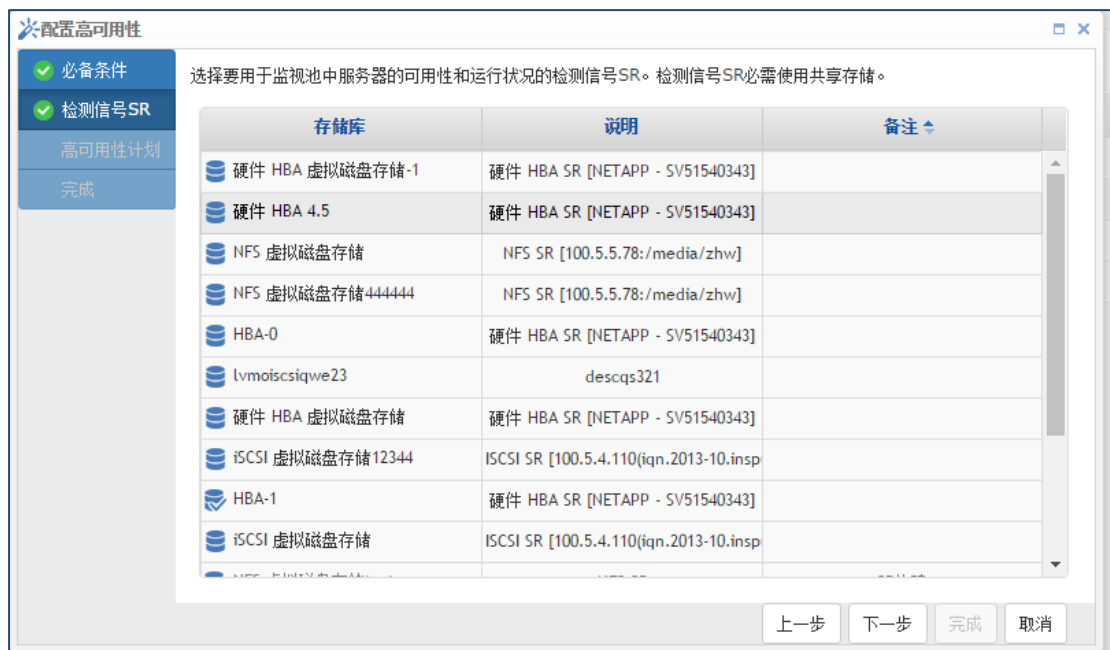 配置高可用性
必备条件
检测信号SR
高可用性计划
完成
选择要用于监视池中服务器的可用性和运行状况的检测信号SR。检测信号SR必需使用共享存储。
存储库 说明 备注
硬件 HBA 虚拟磁盘存储-1 硬件 HBA SR [NETAPP - SV51540343]
硬件 HBA 4.5 硬件 HBA SR [NETAPP - SV51540343]
NFS 虚拟磁盘存储 NFS SR [100.5.5.78:/media/zhw]
NFS 虚拟磁盘存储444444 NFS SR [100.5.5.78:/media/zhw]
HBA-0 硬件 HBA SR [NETAPP - SV51540343]
lvmoiscsiqwe23 descqs321
硬件 HBA 虚拟磁盘存储 硬件 HBA SR [NETAPP - SV51540343]
iSCSI 虚拟磁盘存储12344 ISCSI SR [100.5.4.110(iqn.2013-10.insp
HBA-1 硬件 HBA SR [NETAPP - SV51540343]
iSCSI 虚拟磁盘存储 ISCSI SR [100.5.4.110(iqn.2013-10.insp
上一步 下一步 完成 取消